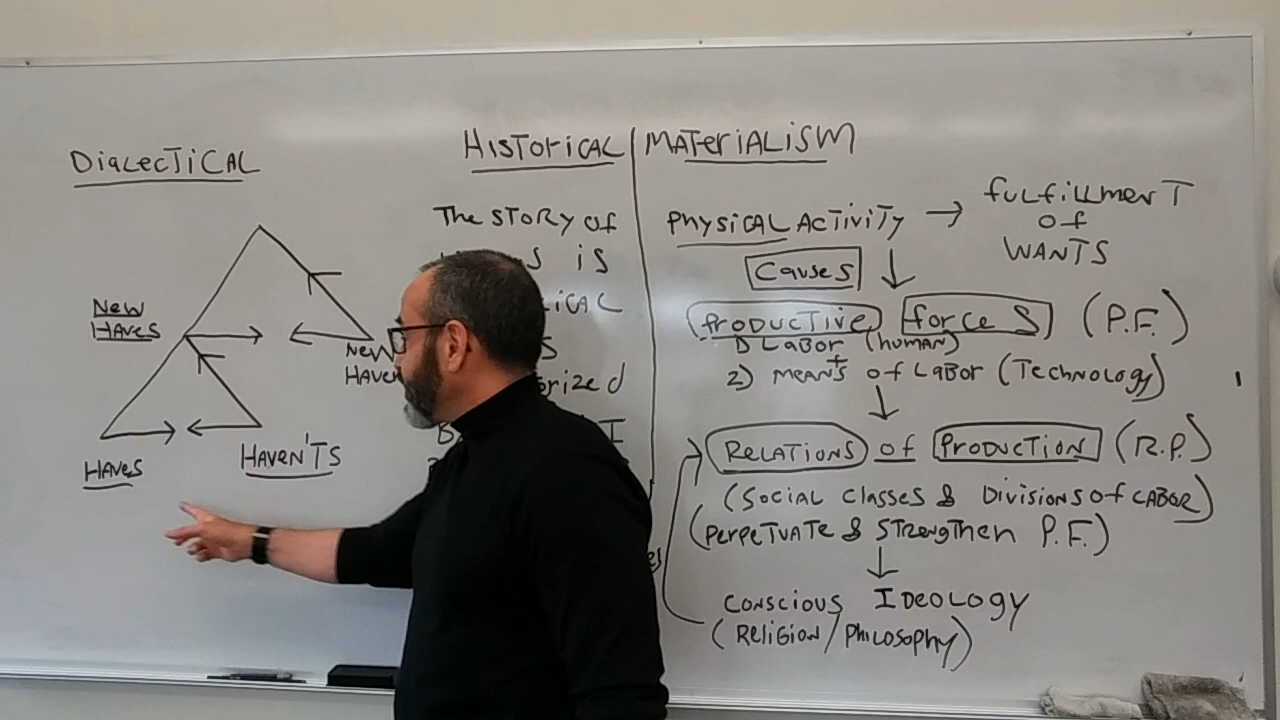 DIALECTICAL
HISTORICAL MATERIALISM
New
HAVES
HAVES
HAVEN'TS
NEW
The STORY of
is
PHYSICAL ACTIVITY → fulfillment
of
WANTS
Causes
PRODUCTIVE forces (P.F.)
1) LABOR (human)
+
2) MEANS of LABOR (Technology)
RELATIONS of PRODUCTION (R.P.)
(SOCIAL Classes & DIVISIONS of LABOR)
(PERPETUATE & STRENGTHEN P.F.)
CONSCIOUS IDEOLOGY
(RELIGION/PHILOSOPHY)